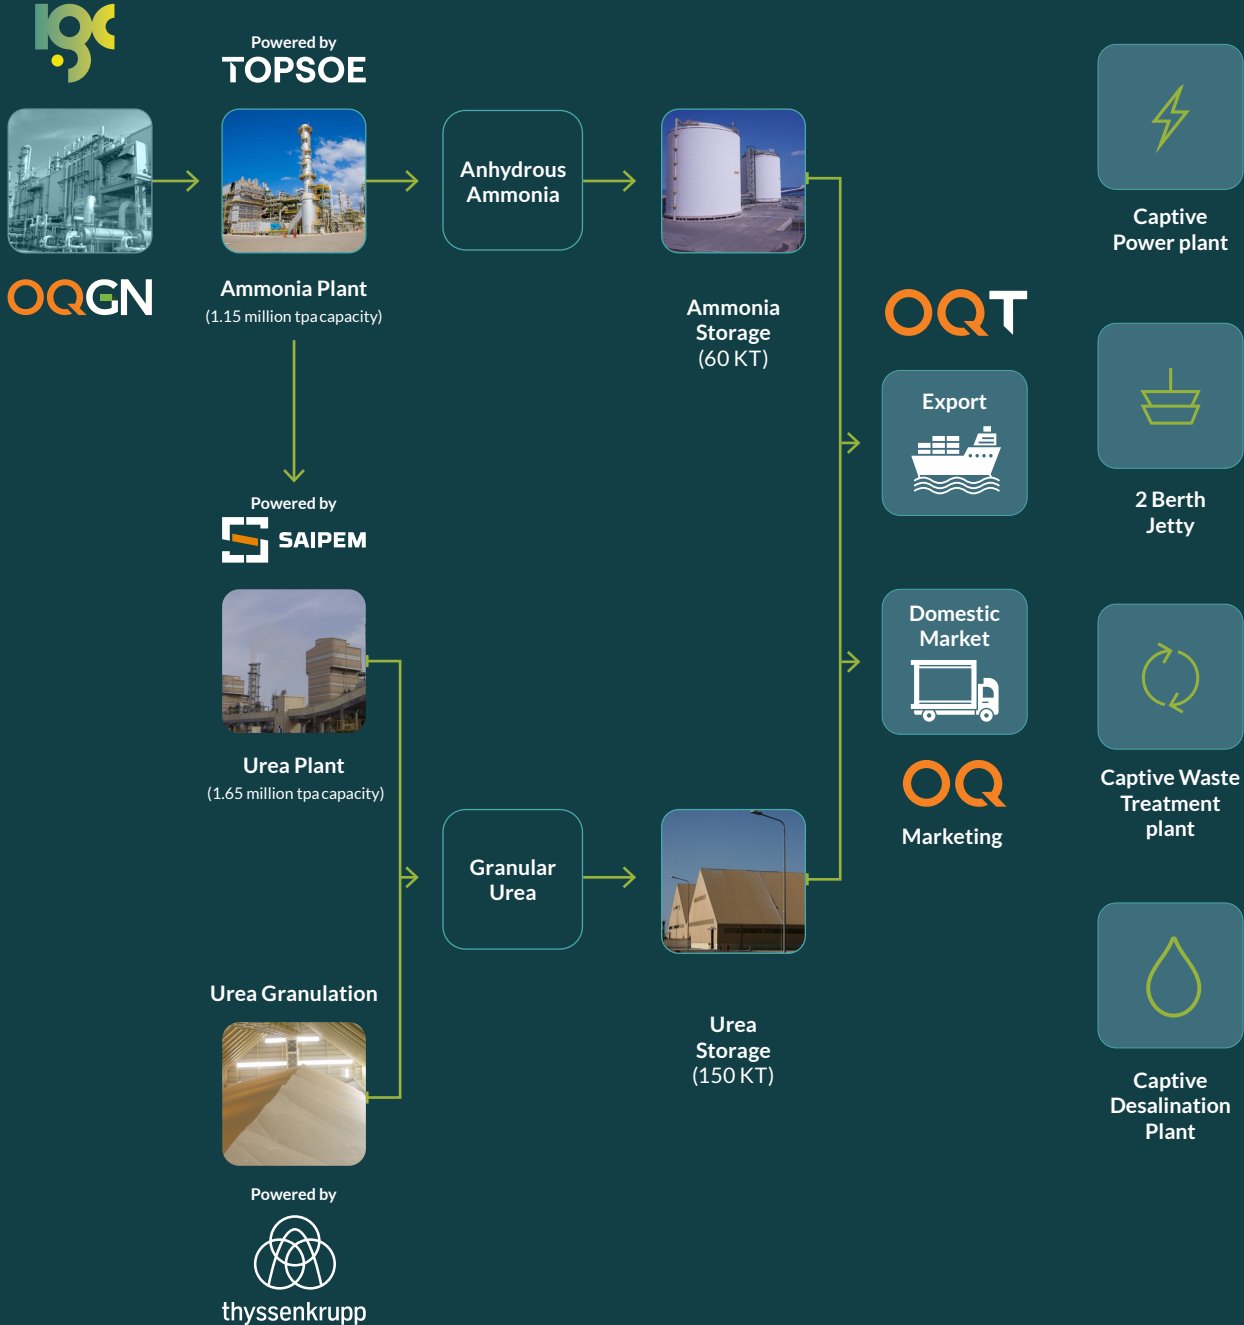 igc
OQGN
Powered by
TOPSOE
Ammonia Plant
(1.15 million tpa capacity)
Anhydrous
Ammonia
Ammonia
Storage
(60 KT)
Powered by
SAIPEM
Urea Plant
(1.65 million tpa capacity)
Urea Granulation
Powered by
thyssenkrupp
Granular
Urea
Urea
Storage
(150 KT)
OQT
Export
Domestic
Market
OQ
Marketing
Captive
Power plant
2 Berth
Jetty
Captive Waste
Treatment
plant
Captive
Desalination
Plant